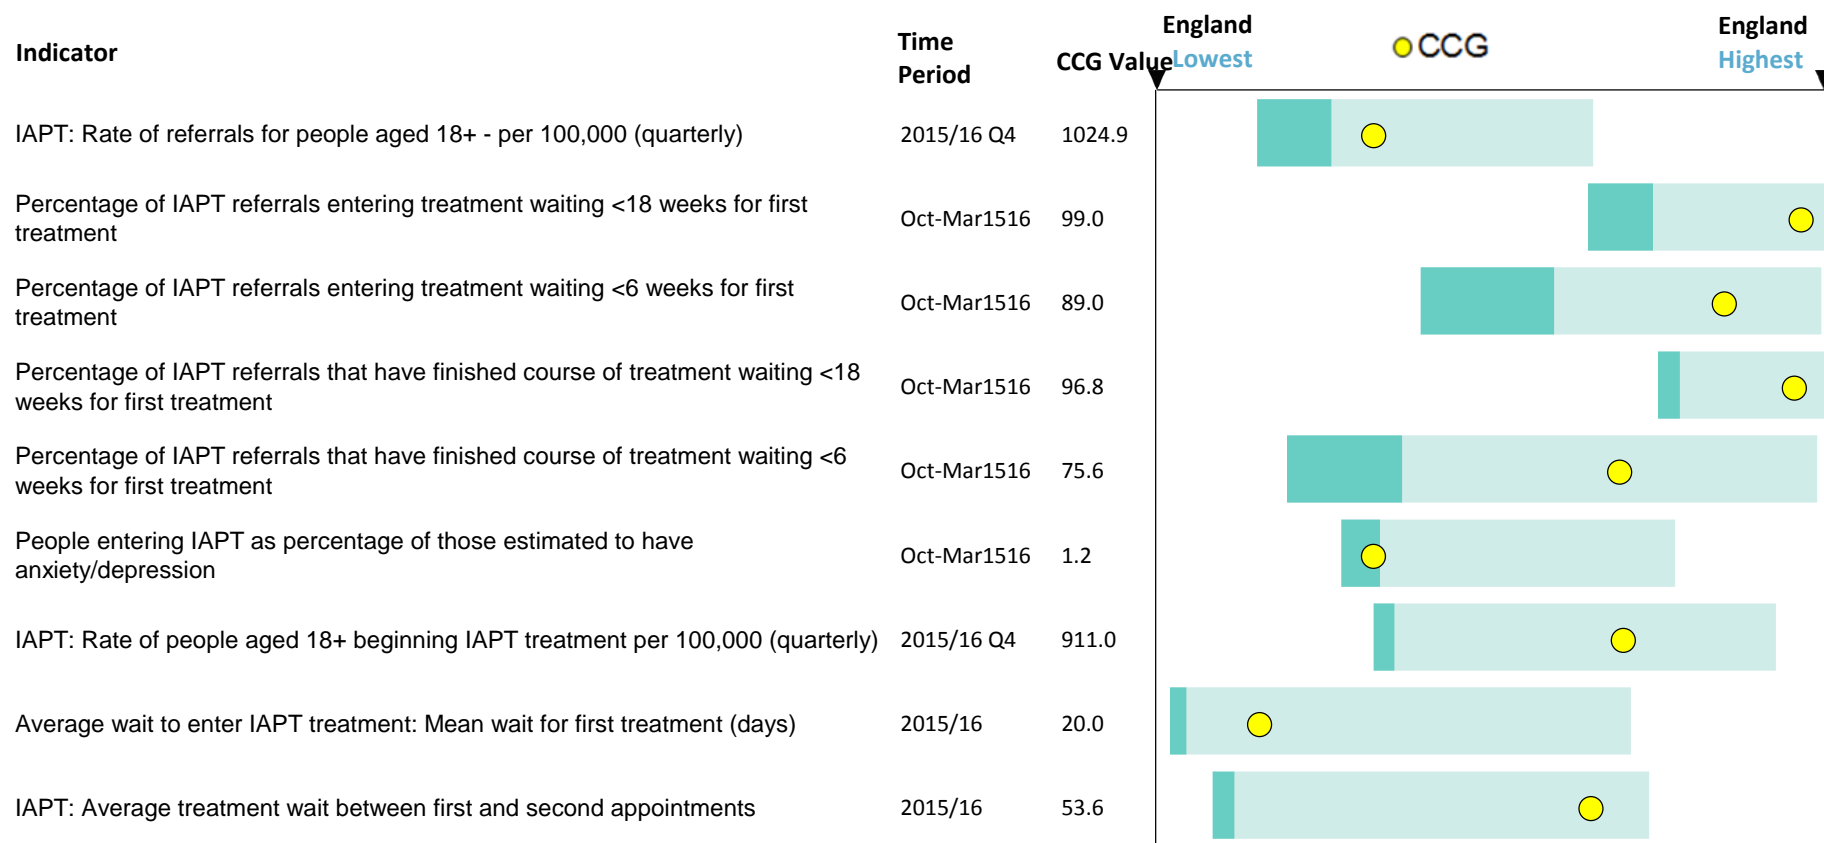 Indicator
Time
Period
CCG Value
England
Lowest
CCG
England
Highest
IAPT: Rate of referrals for people aged 18+ - per 100,000 (quarterly) 2015/16 Q4 1024.9
Percentage of IAPT referrals entering treatment waiting <18 weeks for first
treatment
Oct-Mar1516 99.0
Percentage of IAPT referrals entering treatment waiting <6 weeks for first
treatment
Oct-Mar1516 89.0
Percentage of IAPT referrals that have finished course of treatment waiting <18
weeks for first treatment
Oct-Mar1516 96.8
Percentage of IAPT referrals that have finished course of treatment waiting <6
weeks for first treatment
Oct-Mar1516 75.6
People entering IAPT as percentage of those estimated to have
anxiety/depression
Oct-Mar1516 1.2
IAPT: Rate of people aged 18+ beginning IAPT treatment per 100,000 (quarterly) 2015/16 Q4 911.0
Average wait to enter IAPT treatment: Mean wait for first treatment (days) 2015/16 20.0
IAPT: Average treatment wait between first and second appointments 2015/16 53.6